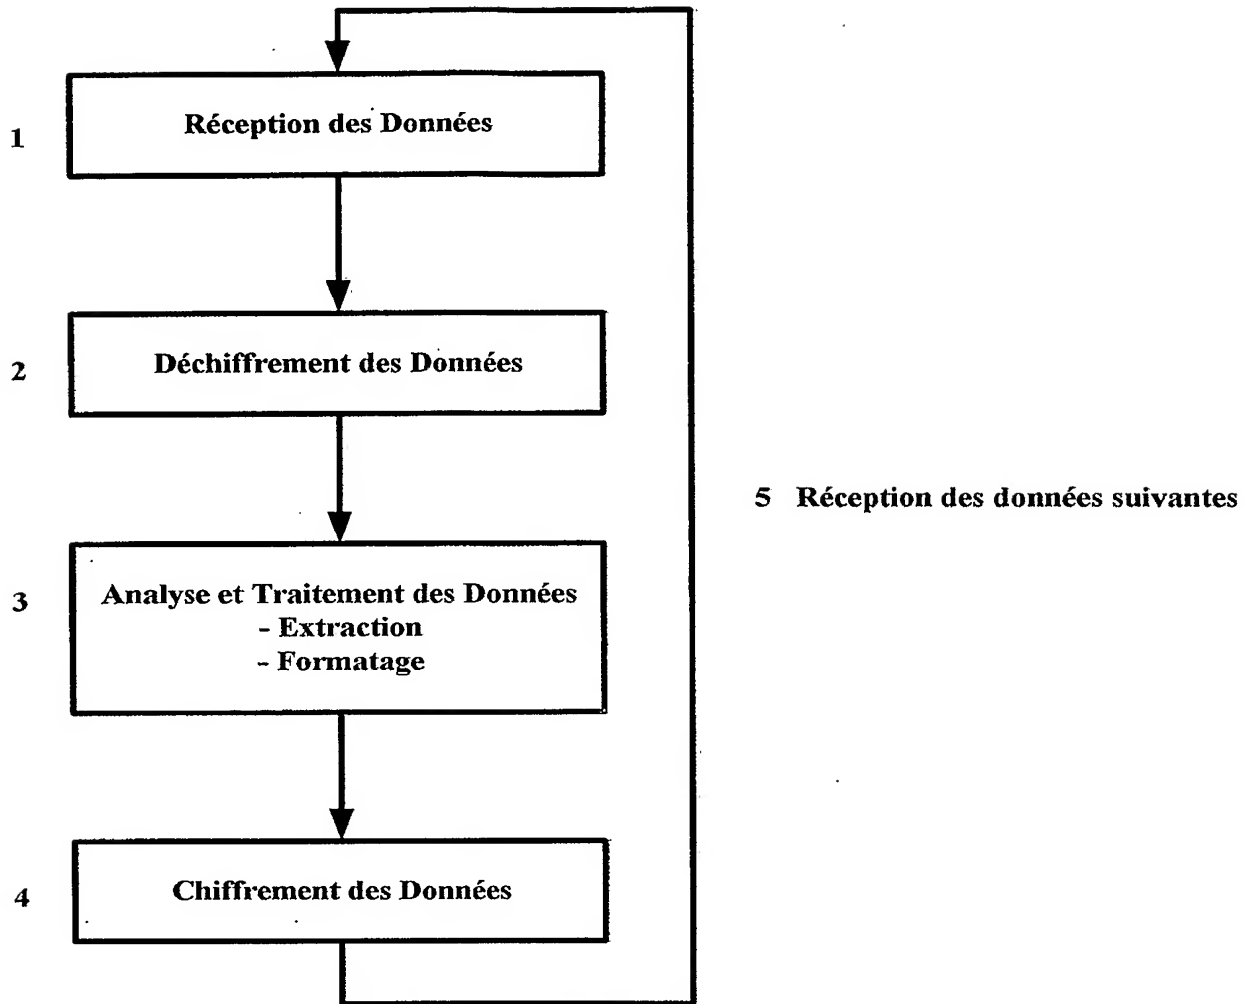 1 Réception des Données
2 Déchiffrement des Données
3 Analyse et Traitement des Données
- Extraction
- Formatage
5 Réception des données suivantes
4 Chiffrement des Données